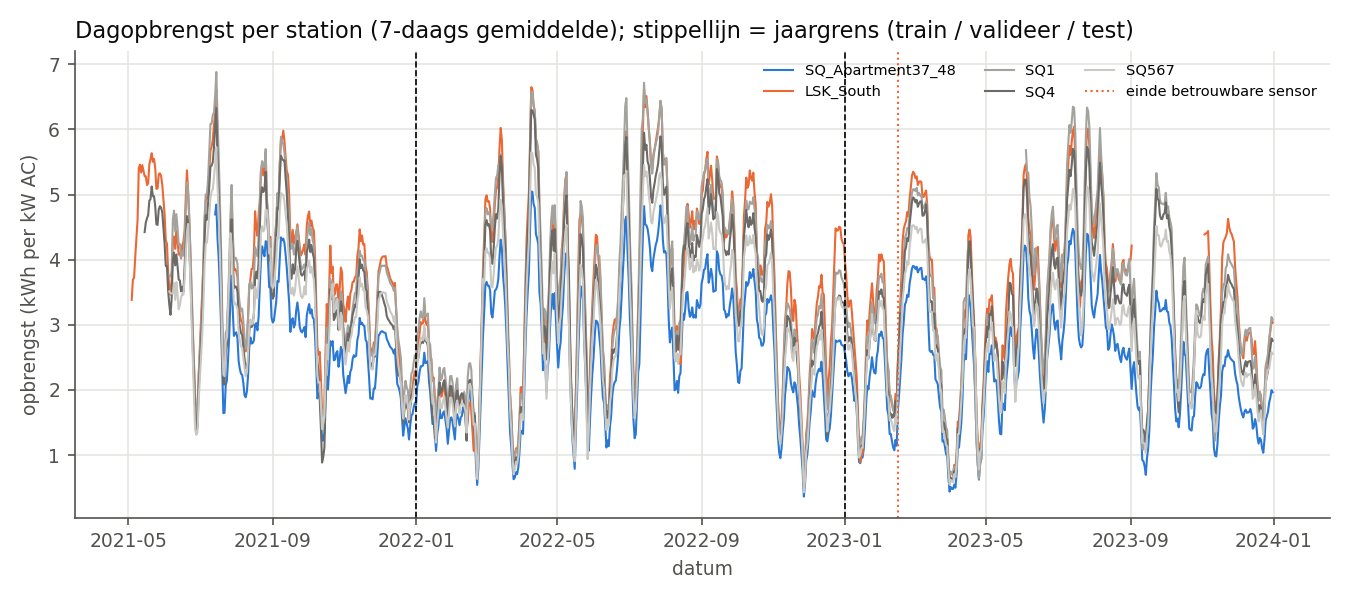 Dagopbrengst per station (7-daags gemiddelde); stippellijn = jaargrens (train / valideer / test)
SQ_Apartment37_48
LSK_South
SQ1
SQ4
SQ567
einde betrouwbare sensor
opbrengst (kWh per kW AC)
7
6
5
4
3
2
1
2021-05
2021-09
2022-01
2022-05
2022-09
2023-01
2023-05
2023-09
2024-01
datum